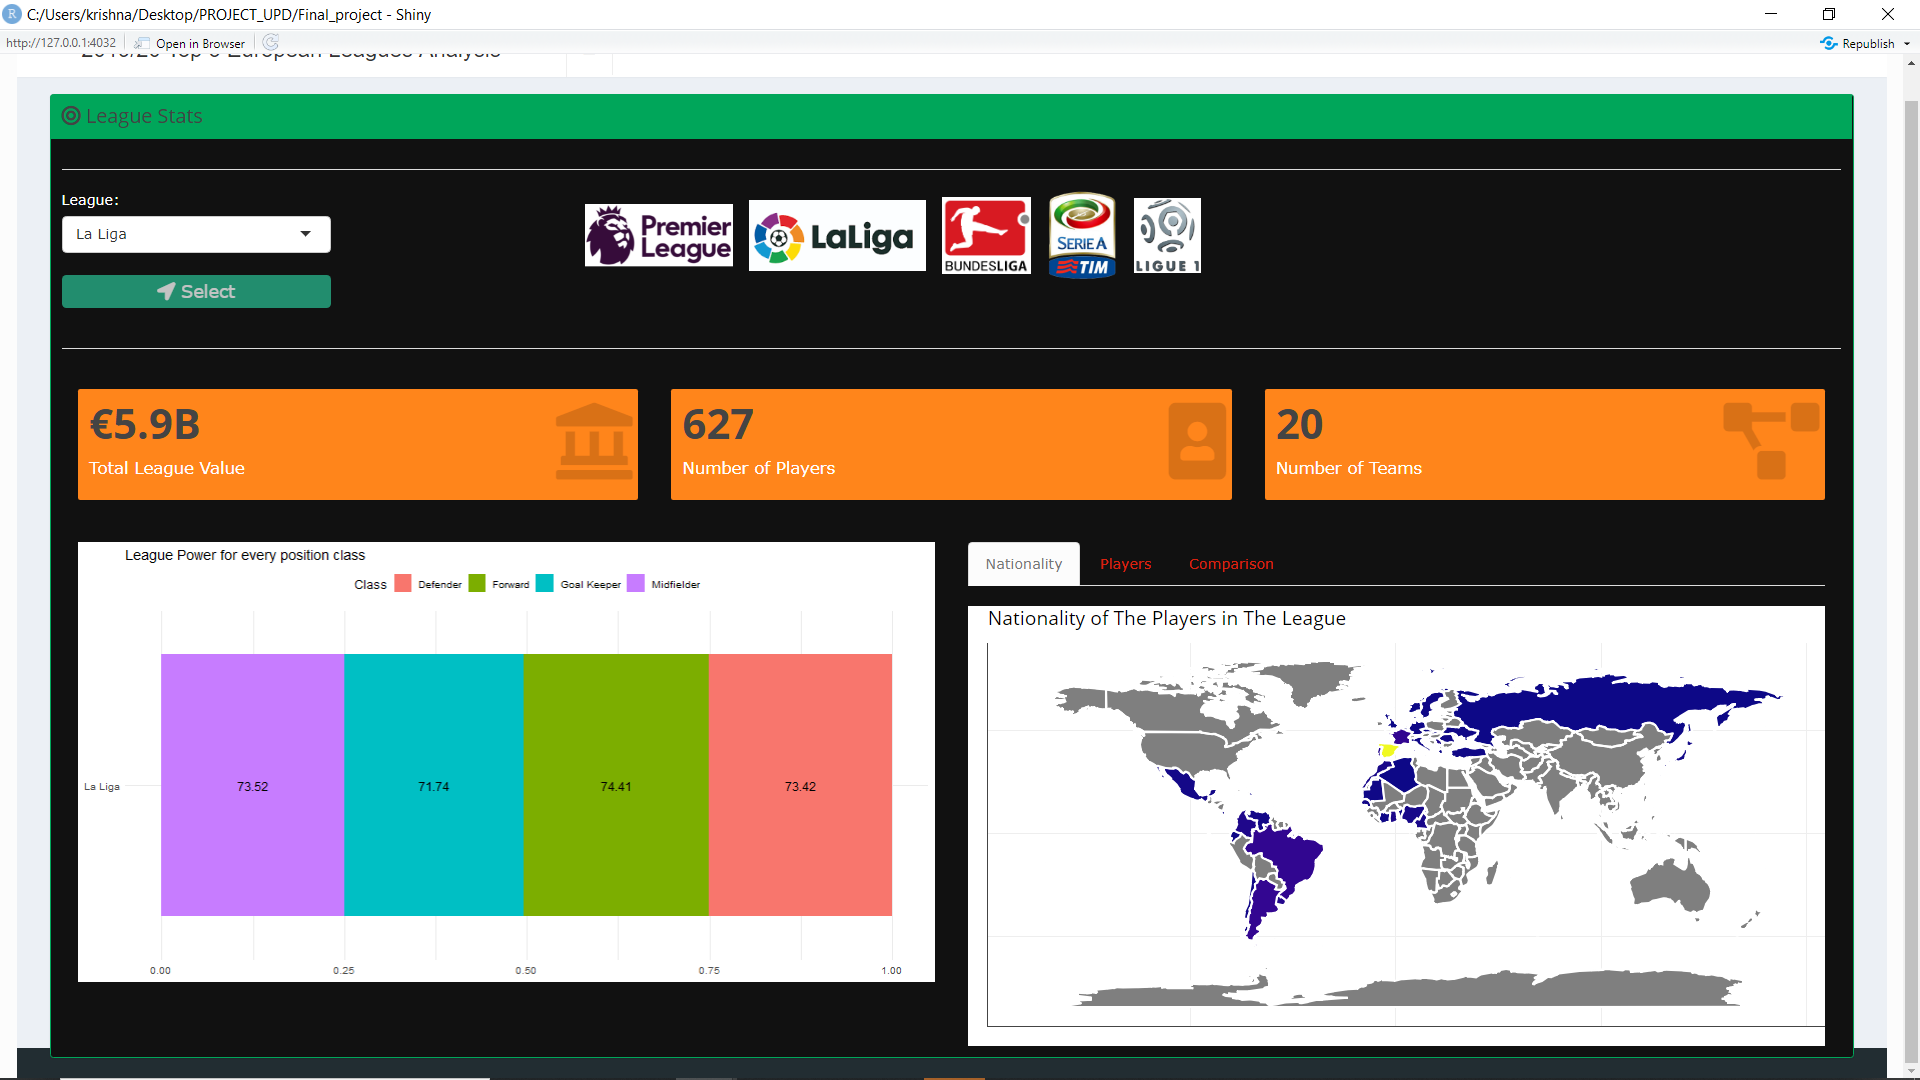 C:/Users/krishna/Desktop/PROJECT_UPD/Final_project - Shiny
http://127.0.0.1:4032 Open in Browser Republish
European Leagues Analysis
League Stats
League:
La Liga
Select
Premier
League
LaLiga
BUNDESLIGA
SERIE A
TIM
LIGUE 1
€5.9B
Total League Value
627
Number of Players
20
Number of Teams
League Power for every position class
Class Defender Forward Goal Keeper Midfielder
La Liga 73.52 71.74 74.41 73.42
0.00 0.25 0.50 0.75 1.00
Nationality Players Comparison
Nationality of The Players in The League